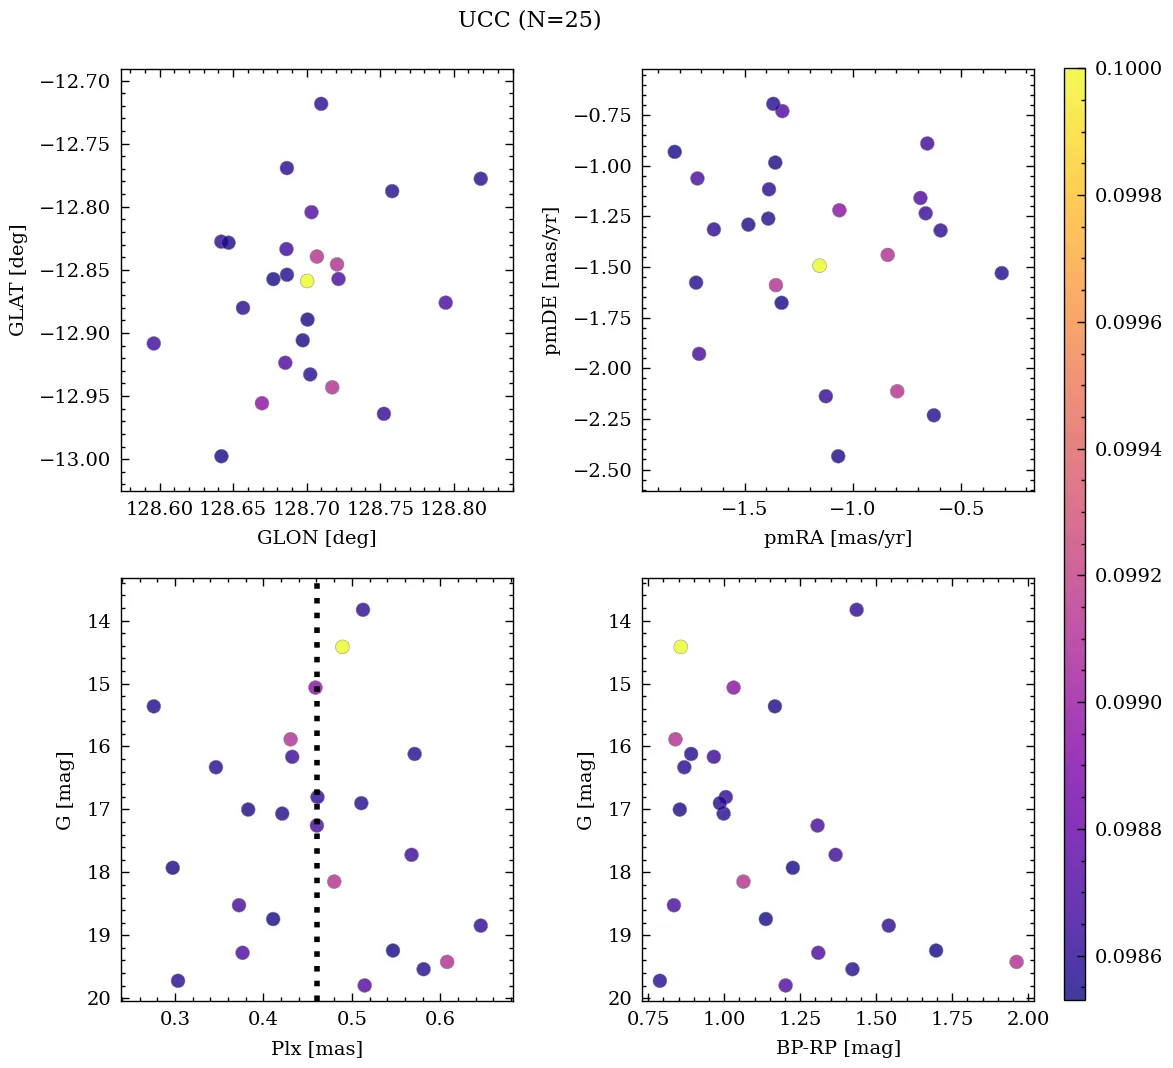 UCC (N=25)
−12.70
−12.75
−12.80
−12.85
−12.90
−12.95
−13.00
GLAT [deg]
128.60 128.65 128.70 128.75 128.80
GLON [deg]
−0.75
−1.00
−1.25
−1.50
−1.75
−2.00
−2.25
−2.50
pmDE [mas/yr]
−1.5 −1.0 −0.5
pmRA [mas/yr]
14
15
16
17
18
19
20
G [mag]
0.3 0.4 0.5 0.6
Plx [mas]
14
15
16
17
18
19
20
G [mag]
0.75 1.00 1.25 1.50 1.75 2.00
BP-RP [mag]
0.1000
0.0998
0.0996
0.0994
0.0992
0.0990
0.0988
0.0986